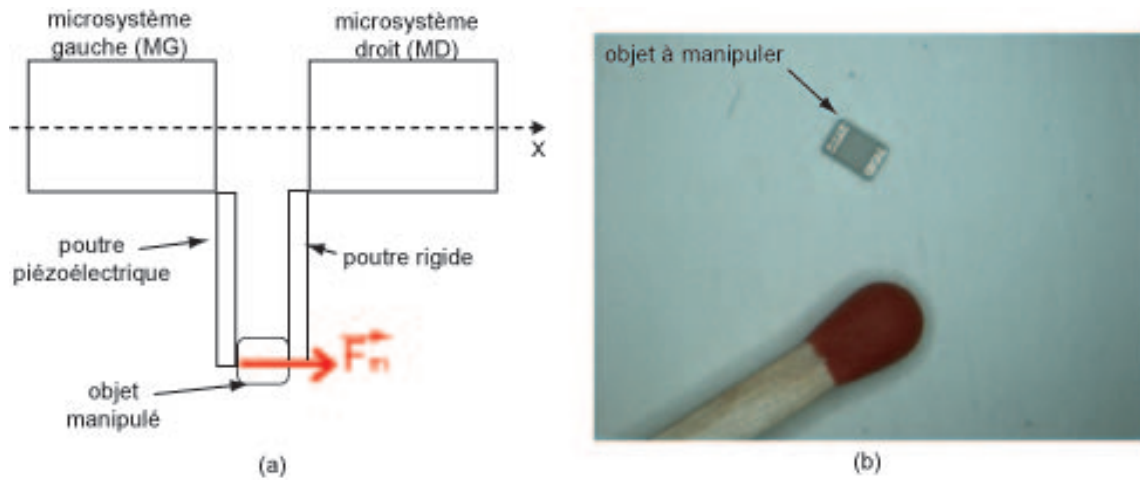 microsystème
gauche (MG)
microsystème
droit (MD)
X
poutre
piézoélectrique
poutre rigide
Fm
objet
manipulé
(a)
objet à manipuler
(b)